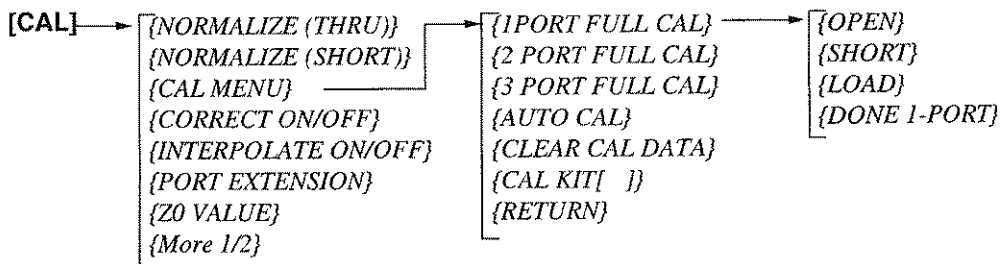 [CAL] {NORMALIZE (THRU)} {1PORT FULL CAL} {OPEN}
{NORMALIZE (SHORT)} {2 PORT FULL CAL} {SHORT}
{CAL MENU} {3 PORT FULL CAL} {LOAD}
{CORRECT ON/OFF} {AUTO CAL} {DONE 1-PORT}
{INTERPOLATE ON/OFF} {CLEAR CAL DATA}
{PORT EXTENSION} {CAL KIT[ ]}
{Z0 VALUE} {RETURN}
{More 1/2}